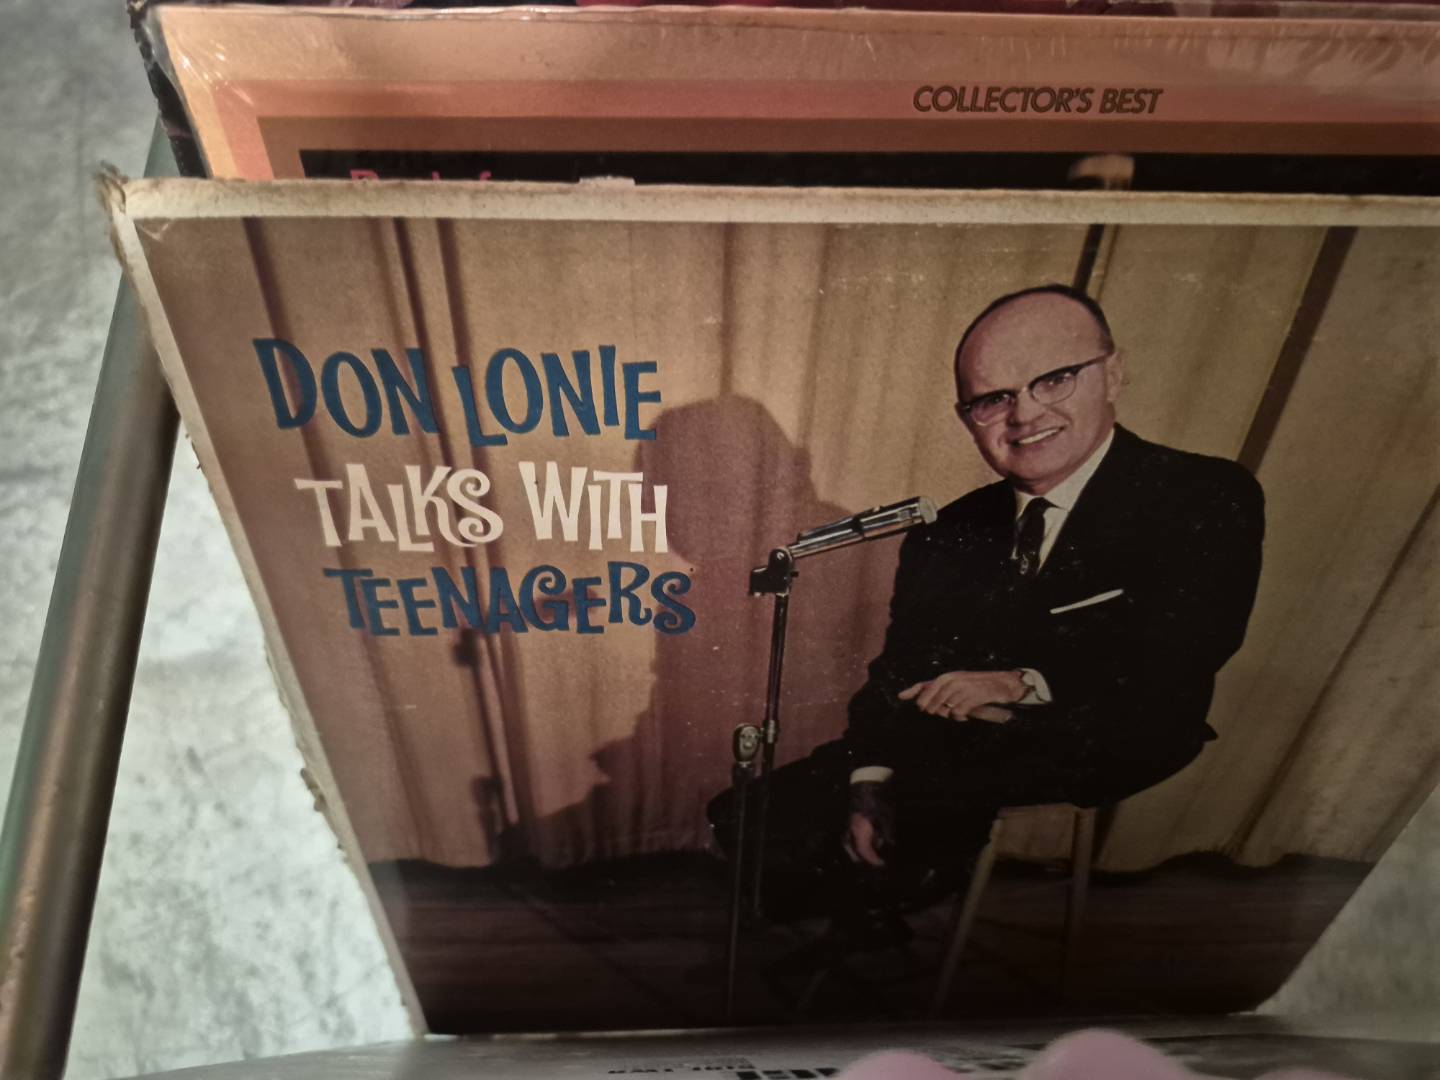 COLLECTOR'S BEST
DON LONIE
TALKS WITH
TEENAGERS